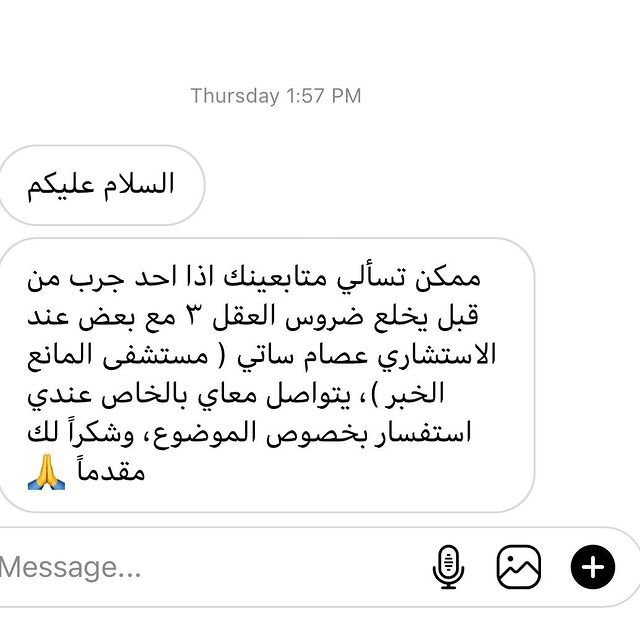 Thursday 1:57 PM
السلام عليكم
ممكن تسألي متابعينك اذا احد جرب من
قبل يخلع ضروس العقل ٣ مع بعض عند
الاستشاري عصام ساتي ( مستشفى المانع
الخبر )، يتواصل معاي بالخاص عندي
استفسار بخصوص الموضوع، وشكراً لك
مقدماً 🙏
Message...